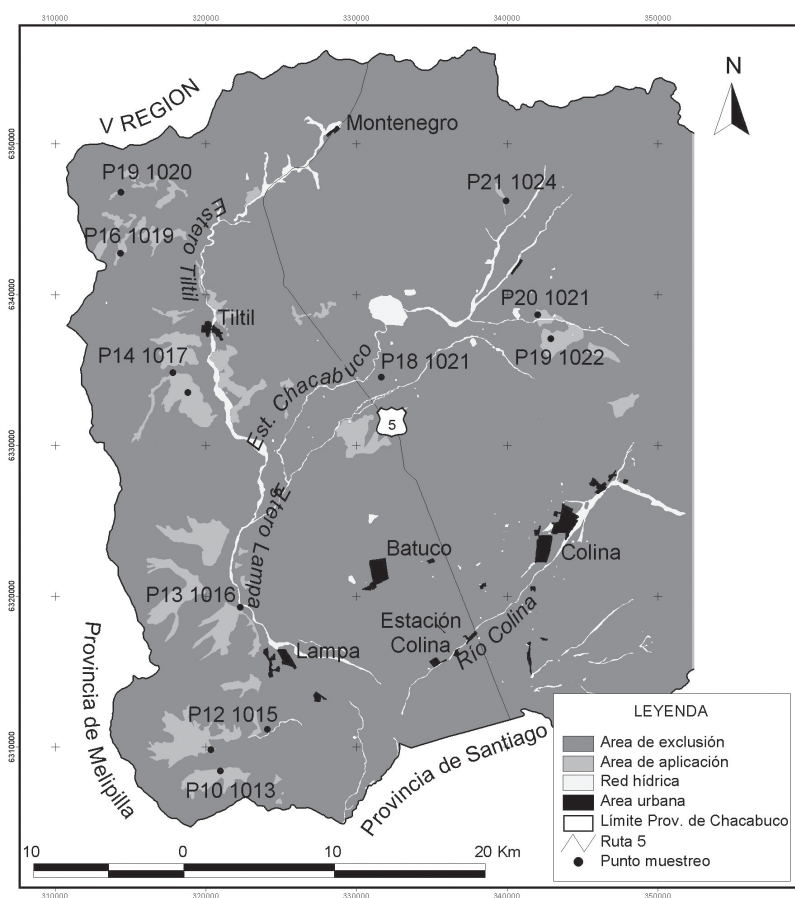 310000 320000 330000 340000 350000
N
V REGION
Montenegro
6350000
P19 1020
P21 1024
Estero Tiltil
P16 1019
6340000
P20 1021
Tiltil
P14 1017
P18 1021
P19 1022
Est. Chacabuco
5
6330000
Estero Lampa
Batuco
Colina
P13 1016
6320000
Estación
Colina
Río Colina
Lampa
Provincia de Melipilla
P12 1015
6310000
P10 1013
Provincia de Santiago
LEYENDA
Area de exclusión
Area de aplicación
Red hídrica
Area urbana
Límite Prov. de Chacabuco
Ruta 5
Punto muestreo
10 0 10 20 Km
310000 320000 330000 340000 350000